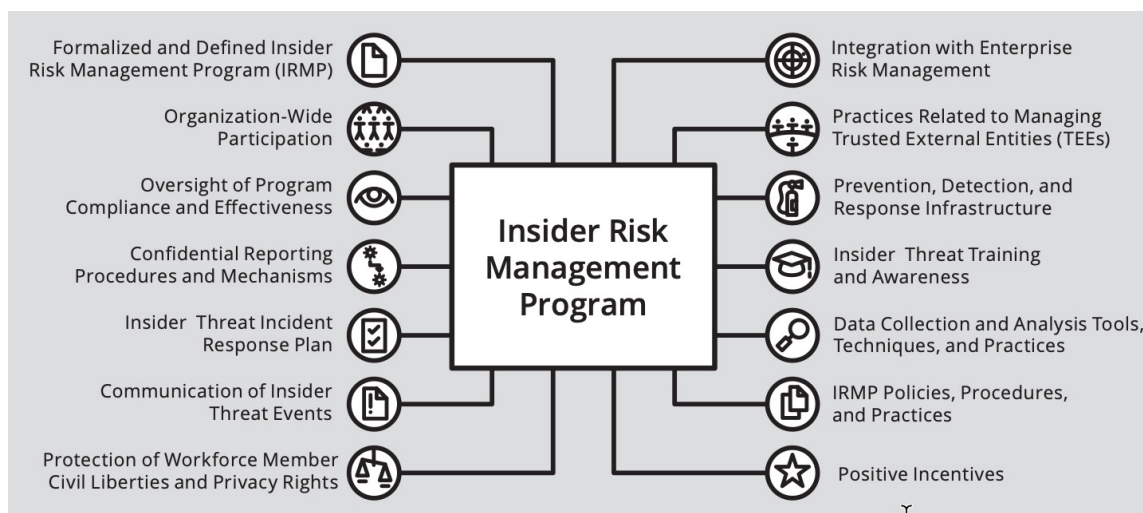 Formalized and Defined Insider
Risk Management Program (IRMP)
Organization-Wide
Participation
Oversight of Program
Compliance and Effectiveness
Confidential Reporting
Procedures and Mechanisms
Insider Threat Incident
Response Plan
Communication of Insider
Threat Events
Protection of Workforce Member
Civil Liberties and Privacy Rights
Insider Risk
Management
Program
Integration with Enterprise
Risk Management
Practices Related to Managing
Trusted External Entities (TEEs)
Prevention, Detection, and
Response Infrastructure
Insider Threat Training
and Awareness
Data Collection and Analysis Tools,
Techniques, and Practices
IRMP Policies, Procedures,
and Practices
Positive Incentives